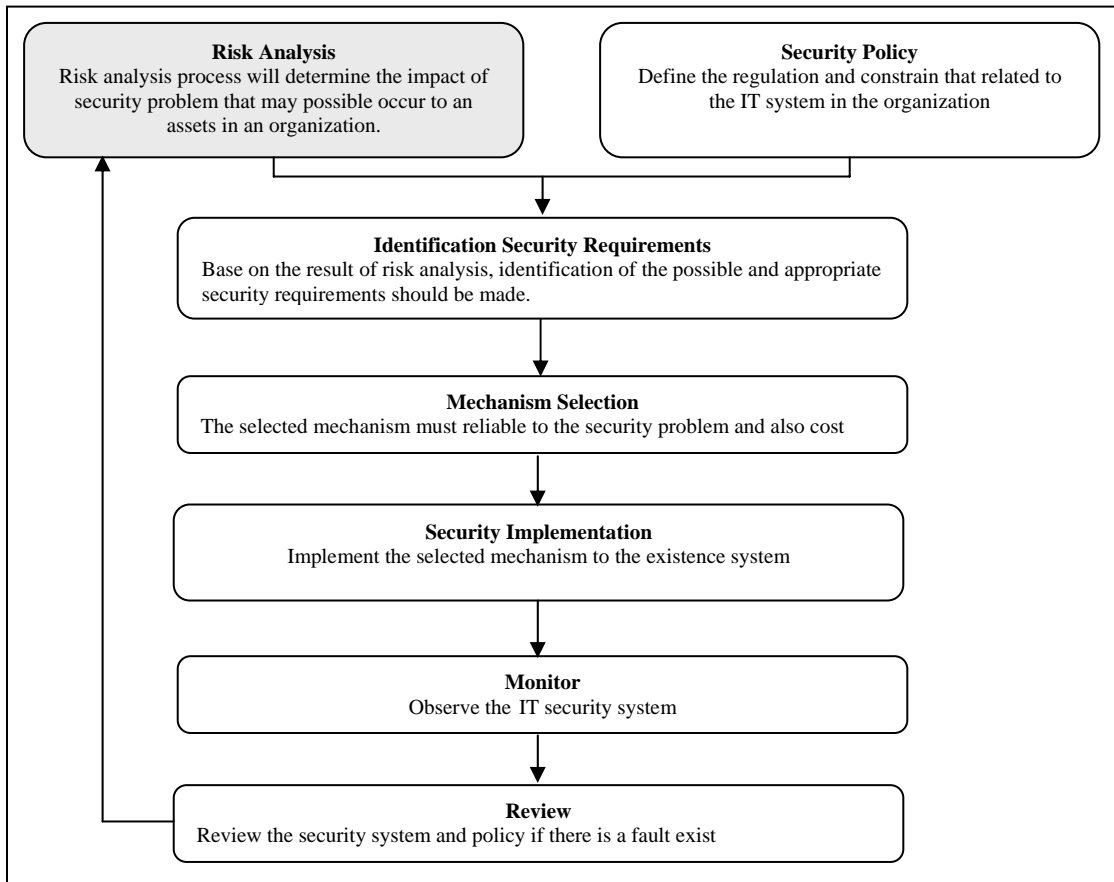 Risk Analysis
Risk analysis process will determine the impact of
security problem that may possible occur to an
assets in an organization.
Security Policy
Define the regulation and constrain that related to
the IT system in the organization
Identification Security Requirements
Base on the result of risk analysis, identification of the possible and appropriate
security requirements should be made.
Mechanism Selection
The selected mechanism must reliable to the security problem and also cost
Security Implementation
Implement the selected mechanism to the existence system
Monitor
Observe the IT security system
Review
Review the security system and policy if there is a fault exist